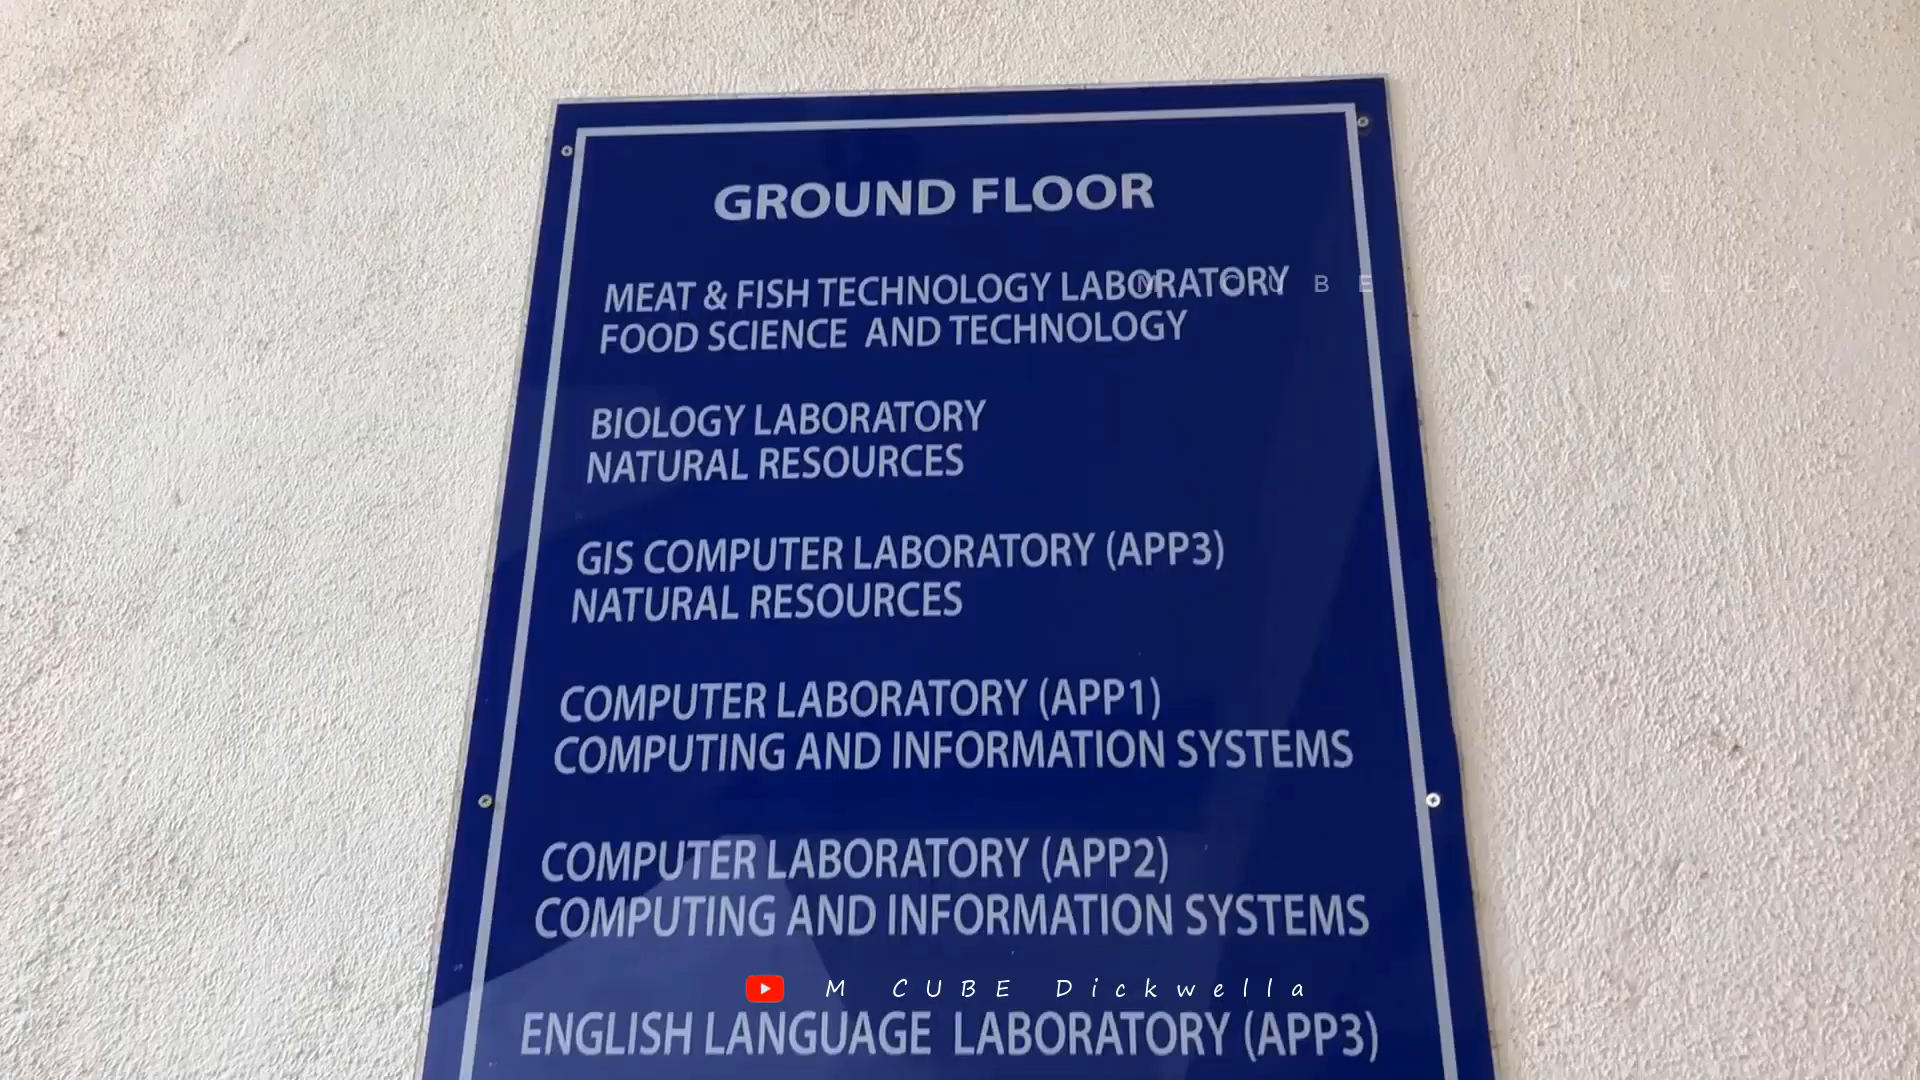 GROUND FLOOR
MEAT & FISH TECHNOLOGY LABORATORY
FOOD SCIENCE AND TECHNOLOGY
BIOLOGY LABORATORY
NATURAL RESOURCES
GIS COMPUTER LABORATORY (APP3)
NATURAL RESOURCES
COMPUTER LABORATORY (APP1)
COMPUTING AND INFORMATION SYSTEMS
COMPUTER LABORATORY (APP2)
COMPUTING AND INFORMATION SYSTEMS
ENGLISH LANGUAGE LABORATORY (APP3)
M CUBE DICKWELLA
M CUBE Dickwella